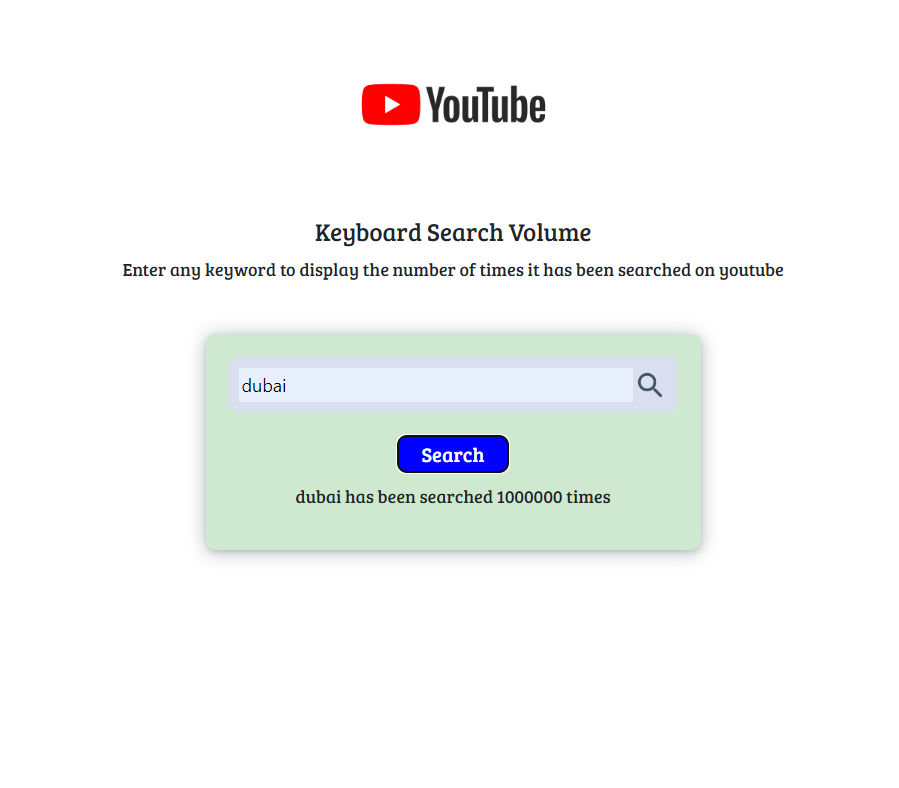 YouTube
Keyboard Search Volume
Enter any keyword to display the number of times it has been searched on youtube
dubai
Search
dubai has been searched 1000000 times